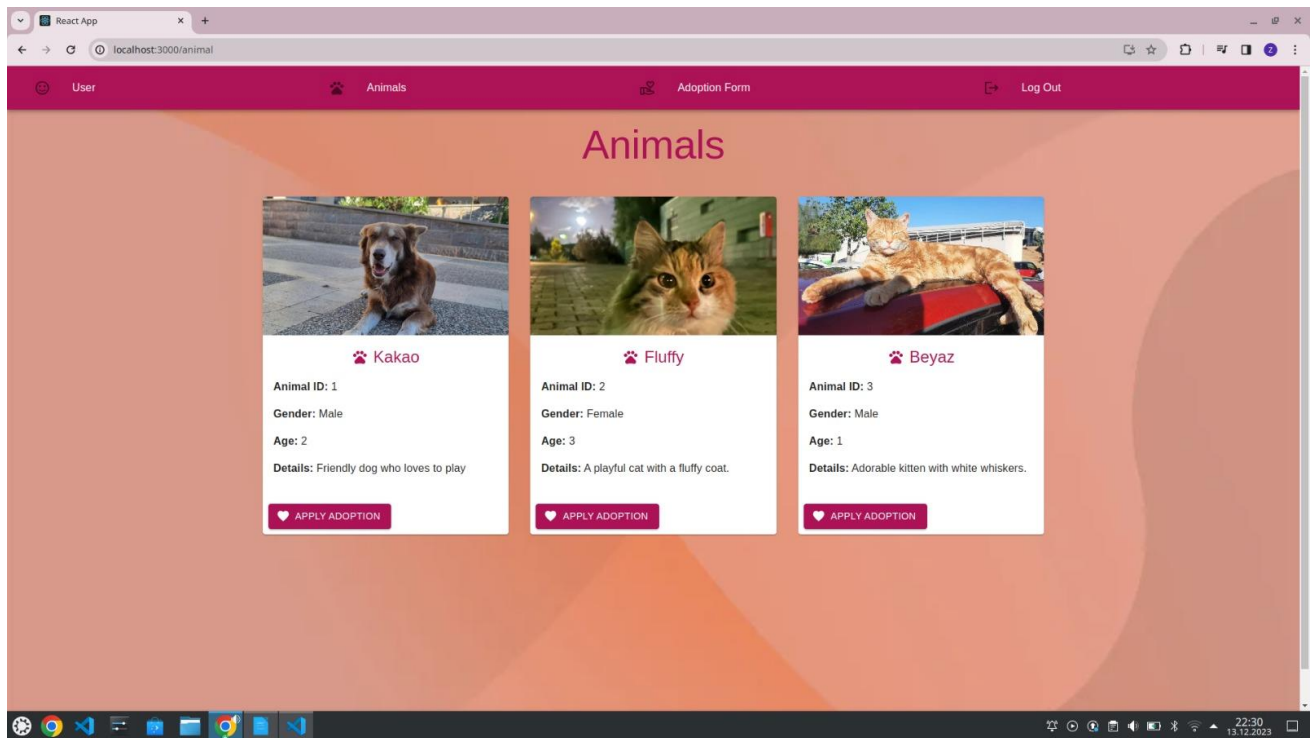 React App
localhost:3000/animal
Z
User
Animals
Adoption Form
Log Out
Animals
Kakao
Animal ID: 1
Gender: Male
Age: 2
Details: Friendly dog who loves to play
APPLY ADOPTION
Fluffy
Animal ID: 2
Gender: Female
Age: 3
Details: A playful cat with a fluffy coat.
APPLY ADOPTION
Beyaz
Animal ID: 3
Gender: Male
Age: 1
Details: Adorable kitten with white whiskers.
APPLY ADOPTION
22:30
13.12.2023